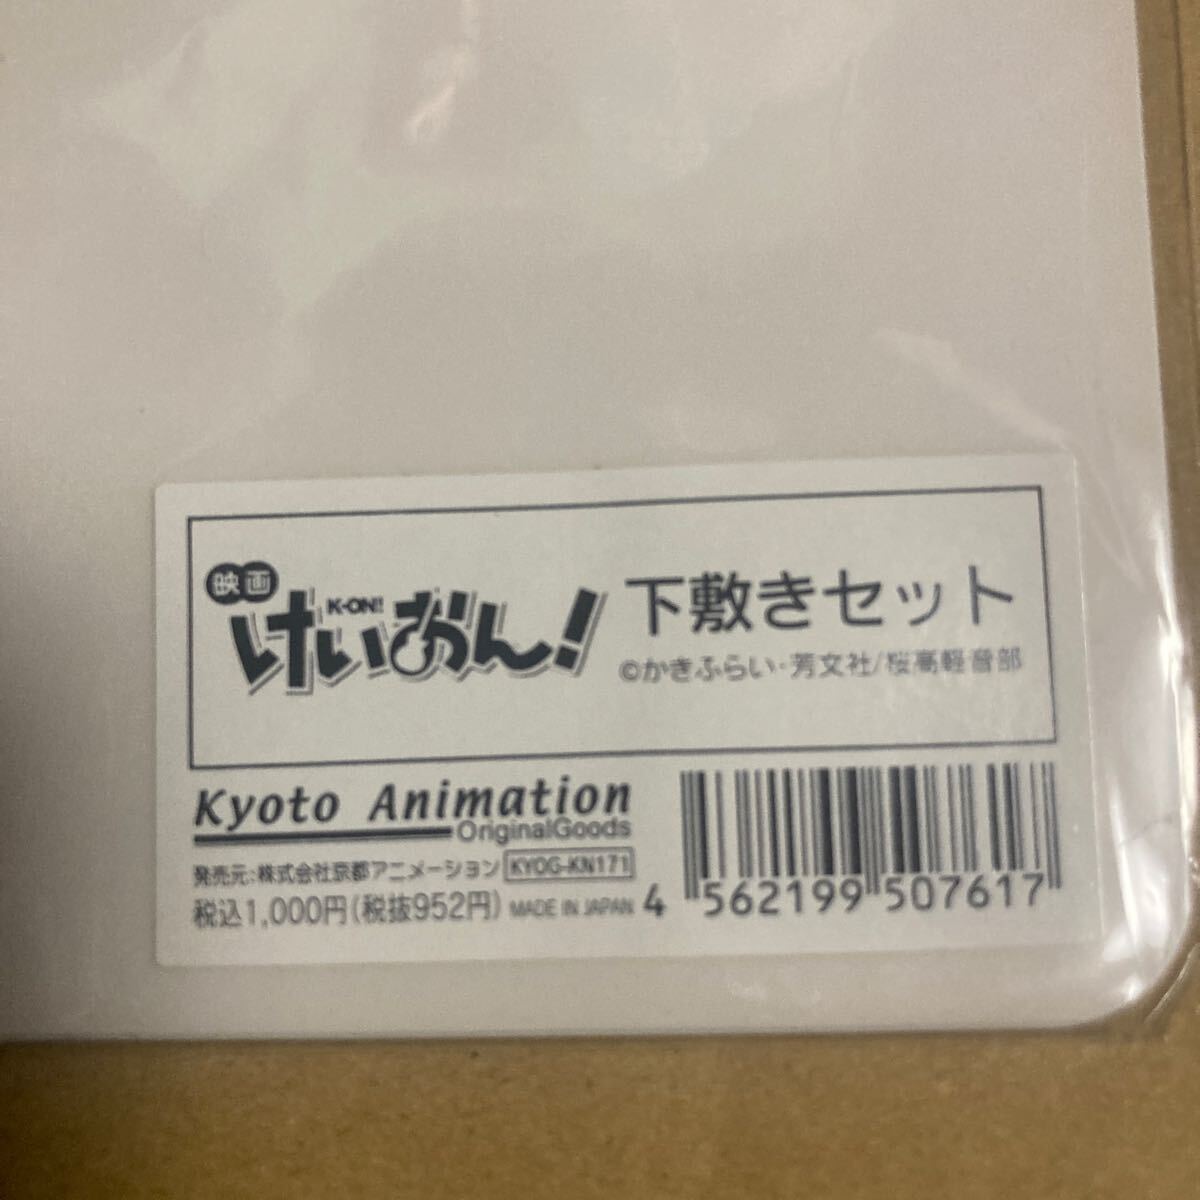 映画
K-ON!
けいおん!
下敷きセット
©かきふらい・芳文社/桜高軽音部
Kyoto Animation
OriginalGoods
発売元:株式会社京都アニメーション KYOG-KN171
税込1,000円(税抜952円) MADE IN JAPAN
4 562199 507617